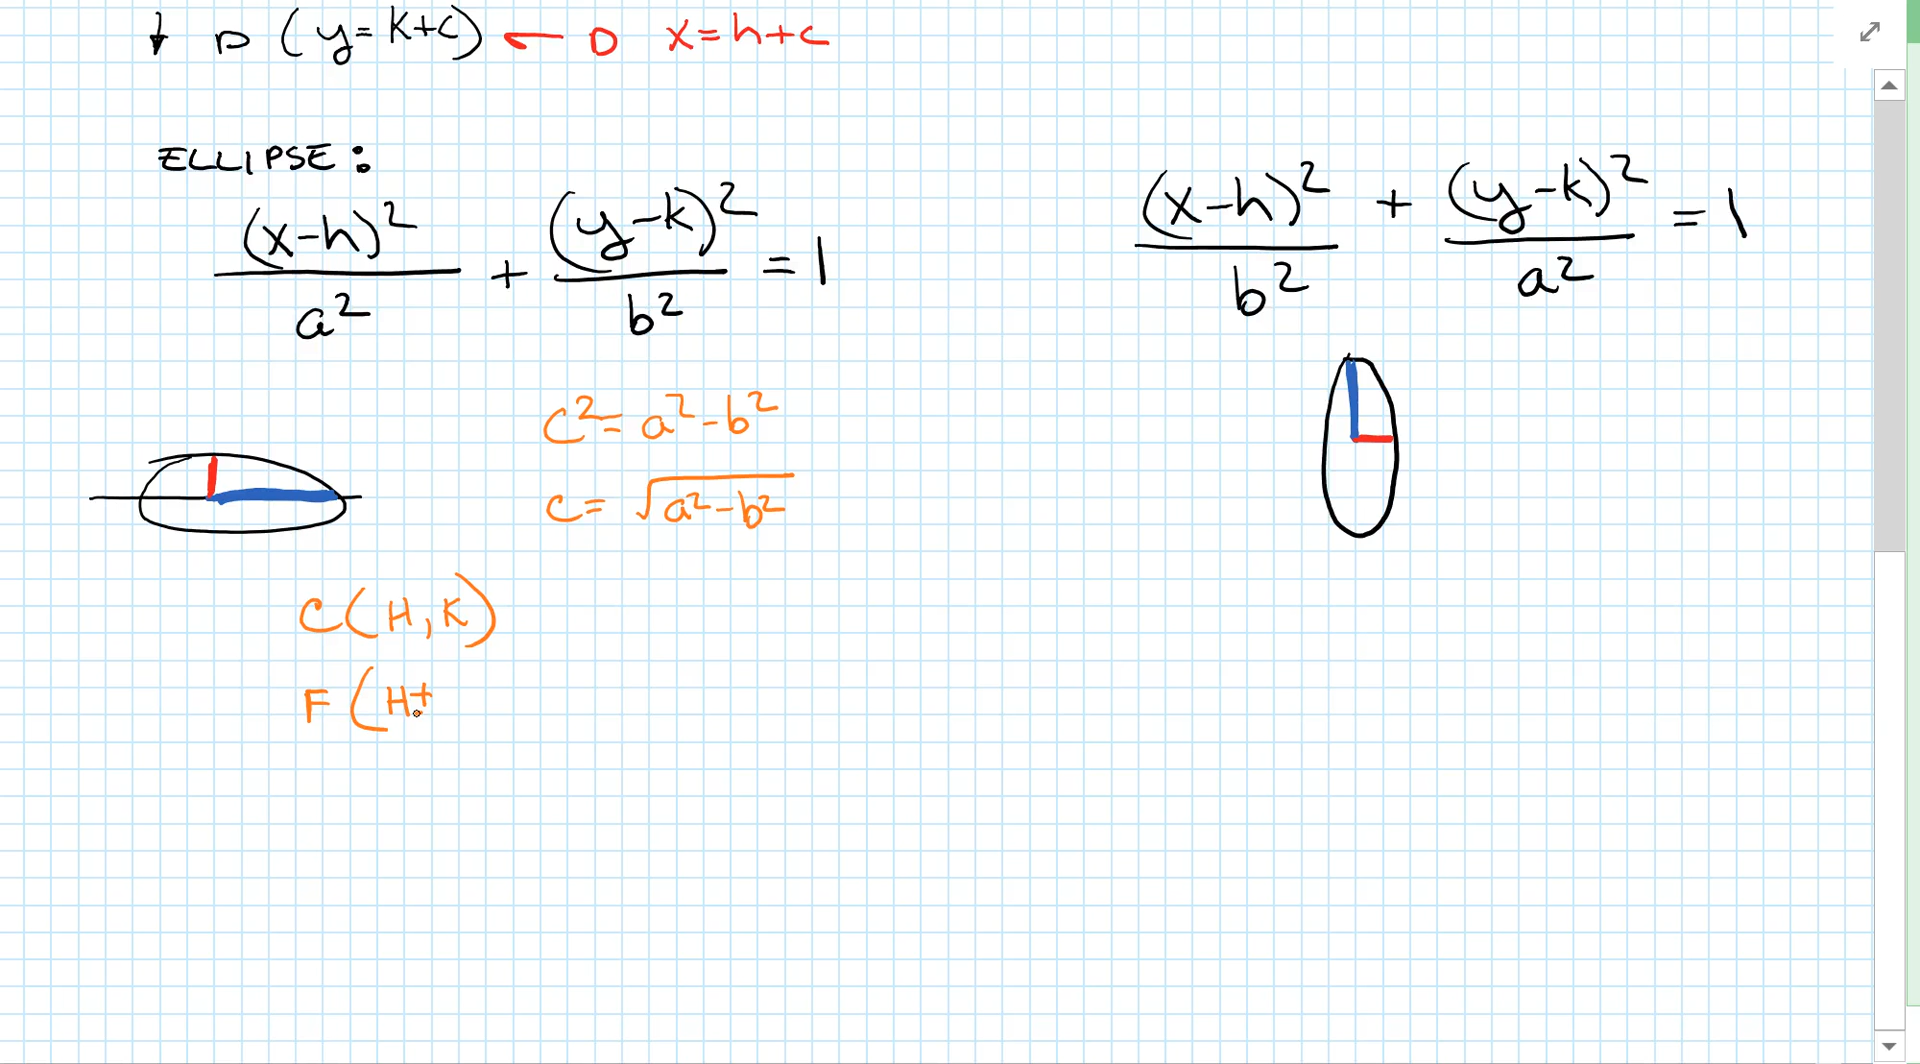 ↓ D (y=k+c) ← D x=h+c
ELLIPSE:
(x-h)²/a² + (y-k)²/b² = 1
(x-h)²/b² + (y-k)²/a² = 1
c²= a²-b²
c= √a²-b²
C(H,K)
F(H+